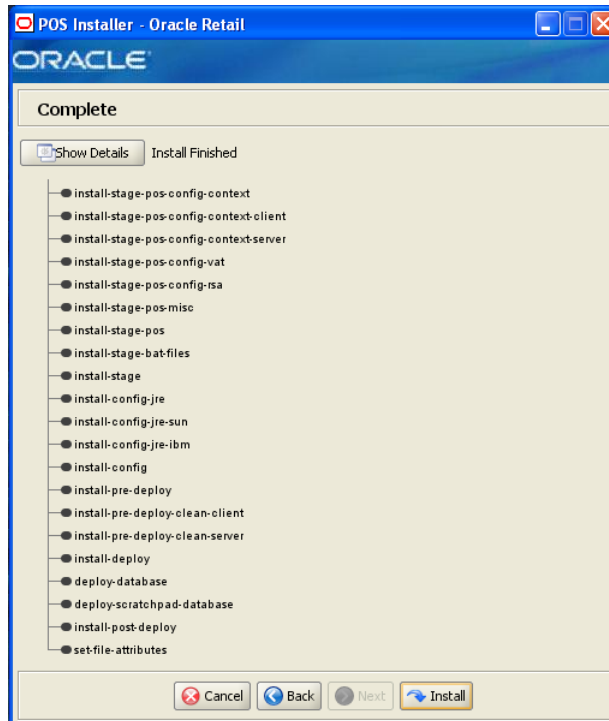 POS Installer - Oracle Retail
ORACLE
Complete
Show Details Install Finished
install-stage-pos-config-context
install-stage-pos-config-context-client
install-stage-pos-config-context-server
install-stage-pos-config-vat
install-stage-pos-config-rsa
install-stage-pos-misc
install-stage-pos
install-stage-bat-files
install-stage
install-config-jre
install-config-jre-sun
install-config-jre-ibm
install-config
install-pre-deploy
install-pre-deploy-clean-client
install-pre-deploy-clean-server
install-deploy
deploy-database
deploy-scratchpad-database
install-post-deploy
set-file-attributes
Cancel Back Next Install